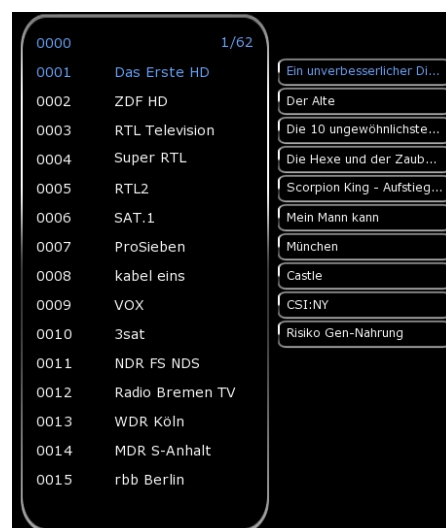 0000 1/62
0001 Das Erste HD Ein unverbesserlicher Di...
0002 ZDF HD Der Alte
0003 RTL Television Die 10 ungewöhnlichste...
0004 Super RTL Die Hexe und der Zaub...
0005 RTL2 Scorpion King - Aufstieg...
0006 SAT.1 Mein Mann kann
0007 ProSieben München
0008 kabel eins Castle
0009 VOX CSI:NY
0010 3sat Risiko Gen-Nahrung
0011 NDR FS NDS
0012 Radio Bremen TV
0013 WDR Köln
0014 MDR S-Anhalt
0015 rbb Berlin